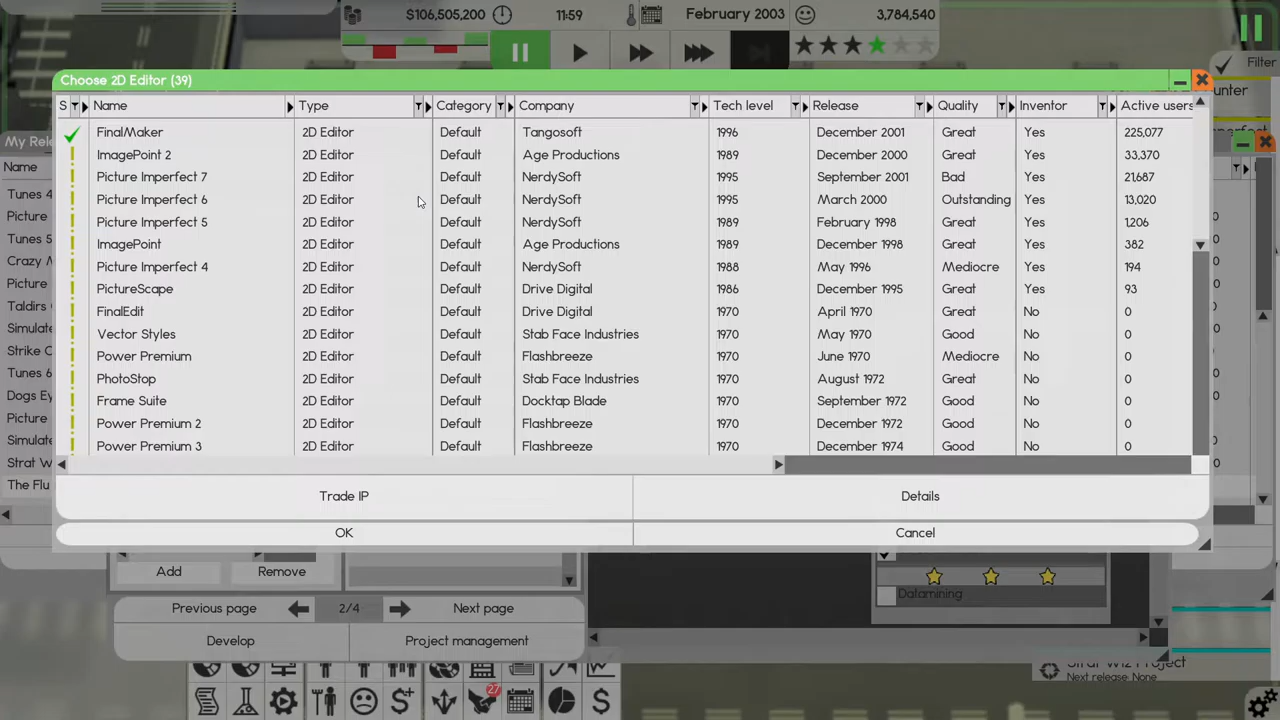 $106,505,200 11:59 February 2003 3,784,540
Filter
Choose 2D Editor (39)
S Name Type Category Company Tech level Release Quality Inventor Active users
FinalMaker 2D Editor Default Tangosoft 1996 December 2001 Great Yes 225,077
ImagePoint 2 2D Editor Default Age Productions 1989 December 2000 Great Yes 33,370
Picture Imperfect 7 2D Editor Default NerdySoft 1995 September 2001 Bad Yes 21,687
Picture Imperfect 6 2D Editor Default NerdySoft 1995 March 2000 Outstanding Yes 13,020
Picture Imperfect 5 2D Editor Default NerdySoft 1989 February 1998 Great Yes 1,206
ImagePoint 2D Editor Default Age Productions 1989 December 1998 Great Yes 382
Picture Imperfect 4 2D Editor Default NerdySoft 1988 May 1996 Mediocre Yes 194
PictureScape 2D Editor Default Drive Digital 1986 December 1995 Great Yes 93
FinalEdit 2D Editor Default Drive Digital 1970 April 1970 Great No 0
Vector Styles 2D Editor Default Stab Face Industries 1970 May 1970 Good No 0
Power Premium 2D Editor Default Flashbreeze 1970 June 1970 Mediocre No 0
PhotoStop 2D Editor Default Stab Face Industries 1970 August 1972 Great No 0
Frame Suite 2D Editor Default Docktap Blade 1970 September 1972 Good No 0
Power Premium 2 2D Editor Default Flashbreeze 1970 December 1972 Good No 0
Power Premium 3 2D Editor Default Flashbreeze 1970 December 1974 Good No 0
Trade IP Details
OK Cancel
My Rel
Name
Tunes 4
Picture
Tunes 5
Crazy M
Picture
Taldirs
Simulate
Strike C
Tunes 6
Dogs Ey
Picture
Simulate
Strat W
The Flu
Add Remove
Datamining
Previous page 2/4 Next page
Develop Project management
27
Strat Wiz Project
Next release: None